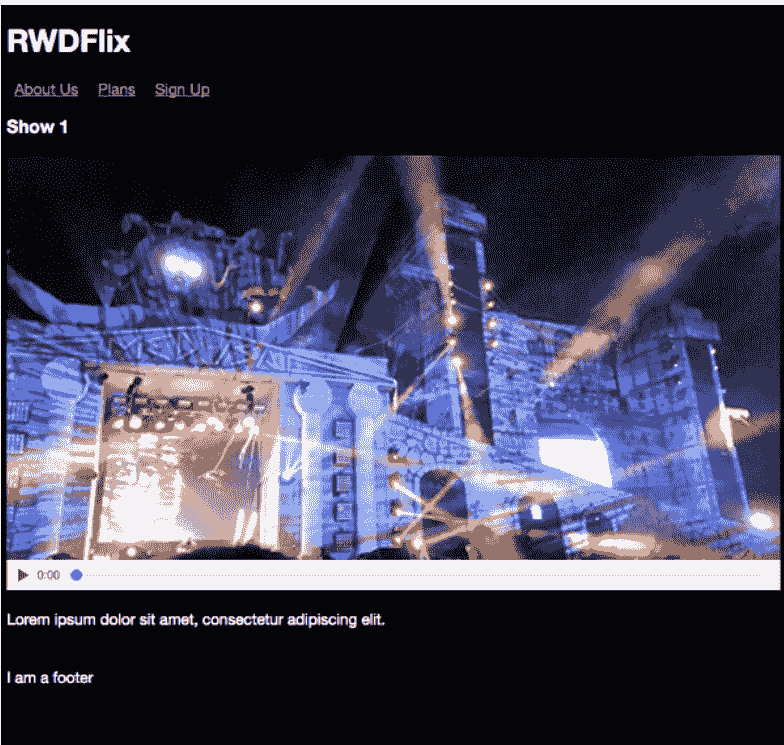 RWDFlix
About Us Plans Sign Up
Show 1
0:00
Lorem ipsum dolor sit amet, consectetur adipiscing elit.
I am a footer